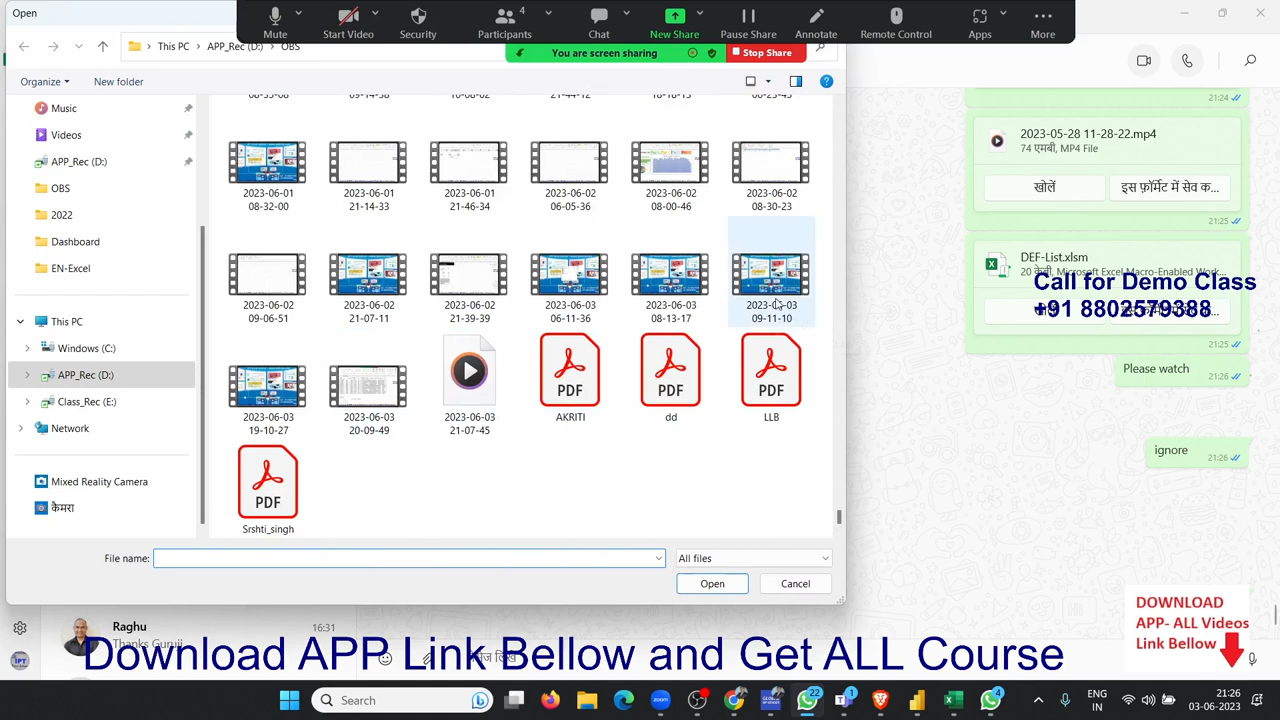 Open
Mute
Start Video
Security
Participants
4
Chat
New Share
Pause Share
Annotate
Remote Control
Apps
More
This PC > APP_Rec (D:) > OBS
You are screen sharing
Stop Share
Organize
New folder
Music
Videos
APP_Rec (D:)
OBS
2022
Dashboard
EN-Excel
This PC
Windows (C:)
APP_Rec (D:)
Class_Rec (E:)
Network
Mixed Reality Camera
कैमरा
2023-06-01
08-32-00
2023-06-01
21-14-33
2023-06-01
21-46-34
2023-06-02
06-05-36
2023-06-02
08-00-46
2023-06-02
08-30-23
2023-06-02
09-06-51
2023-06-02
21-07-11
2023-06-02
21-39-39
2023-06-03
06-11-36
2023-06-03
08-13-17
2023-06-03
09-11-10
2023-06-03
19-10-27
2023-06-03
20-09-49
2023-06-03
21-07-45
PDF
AKRITI
PDF
dd
PDF
LLB
PDF
Srshti_singh
File name:
All files
Open
Cancel
21:24
2023-05-28 11-28-22.mp4
74 एमबी, MP4 File
खोलें
इस फ़ॉर्मेट में सेव क...
21:25
DEF-List.xlsm
Microsoft Excel Macro-Enabled Work...
Call for Demo Class
+91 8802579388
21:25
Please watch
21:26
ignore
21:26
Raghu
16:31
Thanks Guruji
Download APP Link Bellow and Get ALL Course
DOWNLOAD
APP- ALL Videos
Link Bellow
Search
22
1
4
ENG
IN
21:26
03-06-2023